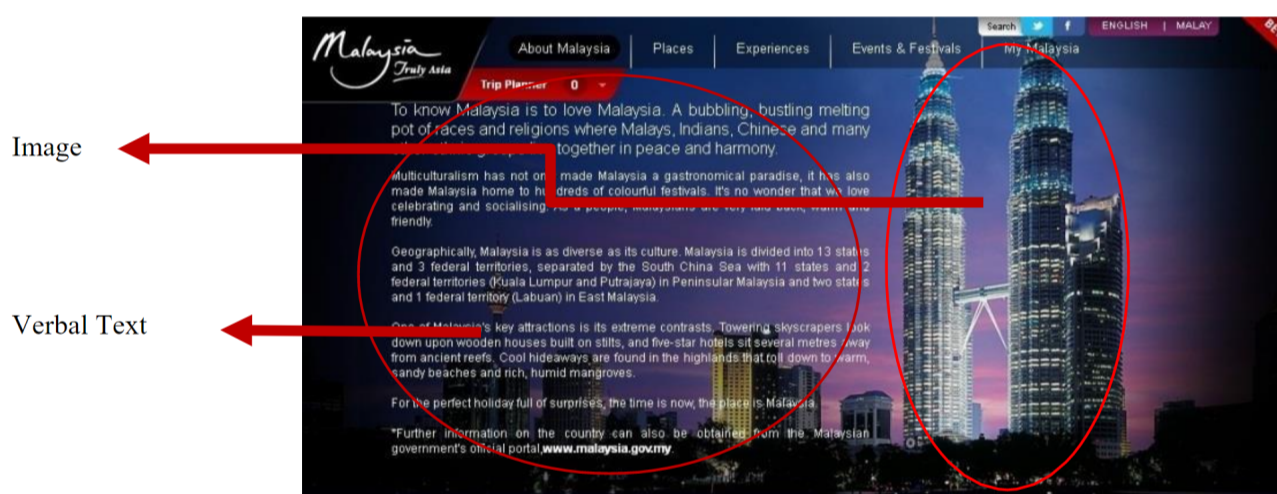 Search
ENGLISH | MALAY
BE
Malaysia
Truly Asia
About Malaysia
Places
Experiences
Events & Festivals
My Malaysia
Trip Planner 0
To know Malaysia is to love Malaysia. A bubbling, bustling melting
pot of races and religions where Malays, Indians, Chinese and many
together in peace and harmony.
Image
Multiculturalism has not only made Malaysia a gastronomical paradise, it has also
made Malaysia home to hundreds of colourful festivals. It's no wonder that we love
celebrating and socialising. As a people, Malaysians are very laid back, warm and
friendly.
Geographically, Malaysia is as diverse as its culture. Malaysia is divided into 13 states
and 3 federal territories, separated by the South China Sea with 11 states and 2
federal territories (Kuala Lumpur and Putrajaya) in Peninsular Malaysia and two states
and 1 federal territory (Labuan) in East Malaysia.
Verbal Text
One of Malaysia's key attractions is its extreme contrasts. Towering skyscrapers look
down upon wooden houses built on stilts, and five-star hotels sit several metres away
from ancient reefs. Cool hideaways are found in the highlands that roll down to warm,
sandy beaches and rich, humid mangroves.
For the perfect holiday full of surprises, the time is now, the place is Malaysia.
*Further information on the country can also be obtained from the Malaysian
government's official portal,www.malaysia.gov.my.